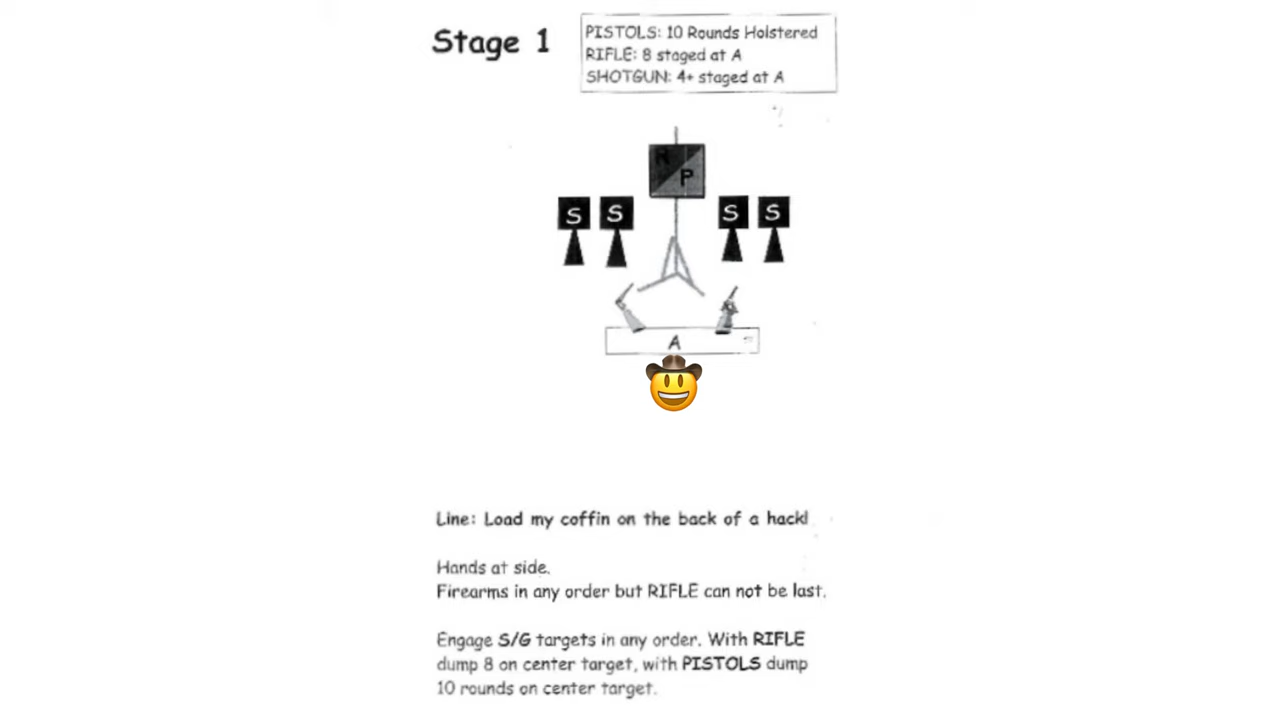 Stage 1
PISTOLS: 10 Rounds Holstered
RIFLE: 8 staged at A
SHOTGUN: 4+ staged at A
R
P
S S S S
A
Line: Load my coffin on the back of a hack!
Hands at side.
Firearms in any order but RIFLE can not be last.
Engage S/G targets in any order. With RIFLE
dump 8 on center target, with PISTOLS dump
10 rounds on center target.